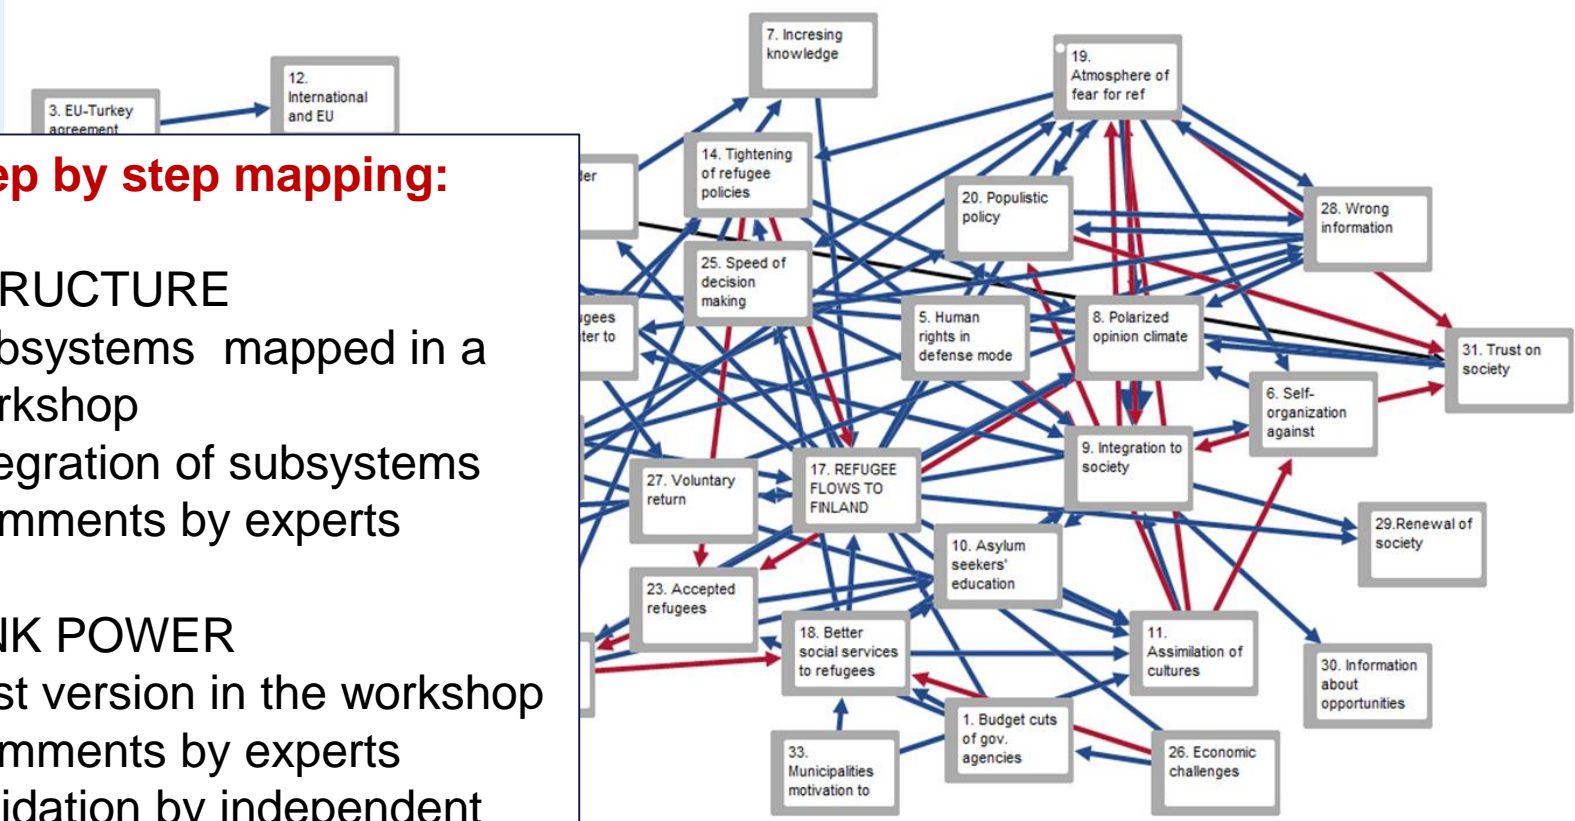 7. Incresing
knowledge
19.
Atmosphere of
fear for ref
12.
International
and EU
3. EU-Turkey
agreement
ep by step mapping:
RUCTURE
bsystems mapped in a
rkshop
egration of subsystems
mments by experts
NK POWER
st version in the workshop
mments by experts
idation by independent
der
14. Tightening
of refugee
policies
20. Populistic
policy
28. Wrong
information
25. Speed of
decision
making
ugees
ter to
5. Human
rights in
defense mode
8. Polarized
opinion climate
31. Trust on
society
6. Self-
organization
against
9. Integration to
society
27. Voluntary
return
17. REFUGEE
FLOWS TO
FINLAND
29.Renewal of
society
10. Asylum
seekers'
education
23. Accepted
refugees
18. Better
social services
to refugees
11.
Assimilation of
cultures
30. Information
about
opportunities
1. Budget cuts
of gov.
agencies
33.
Municipalities
motivation to
26. Economic
challenges